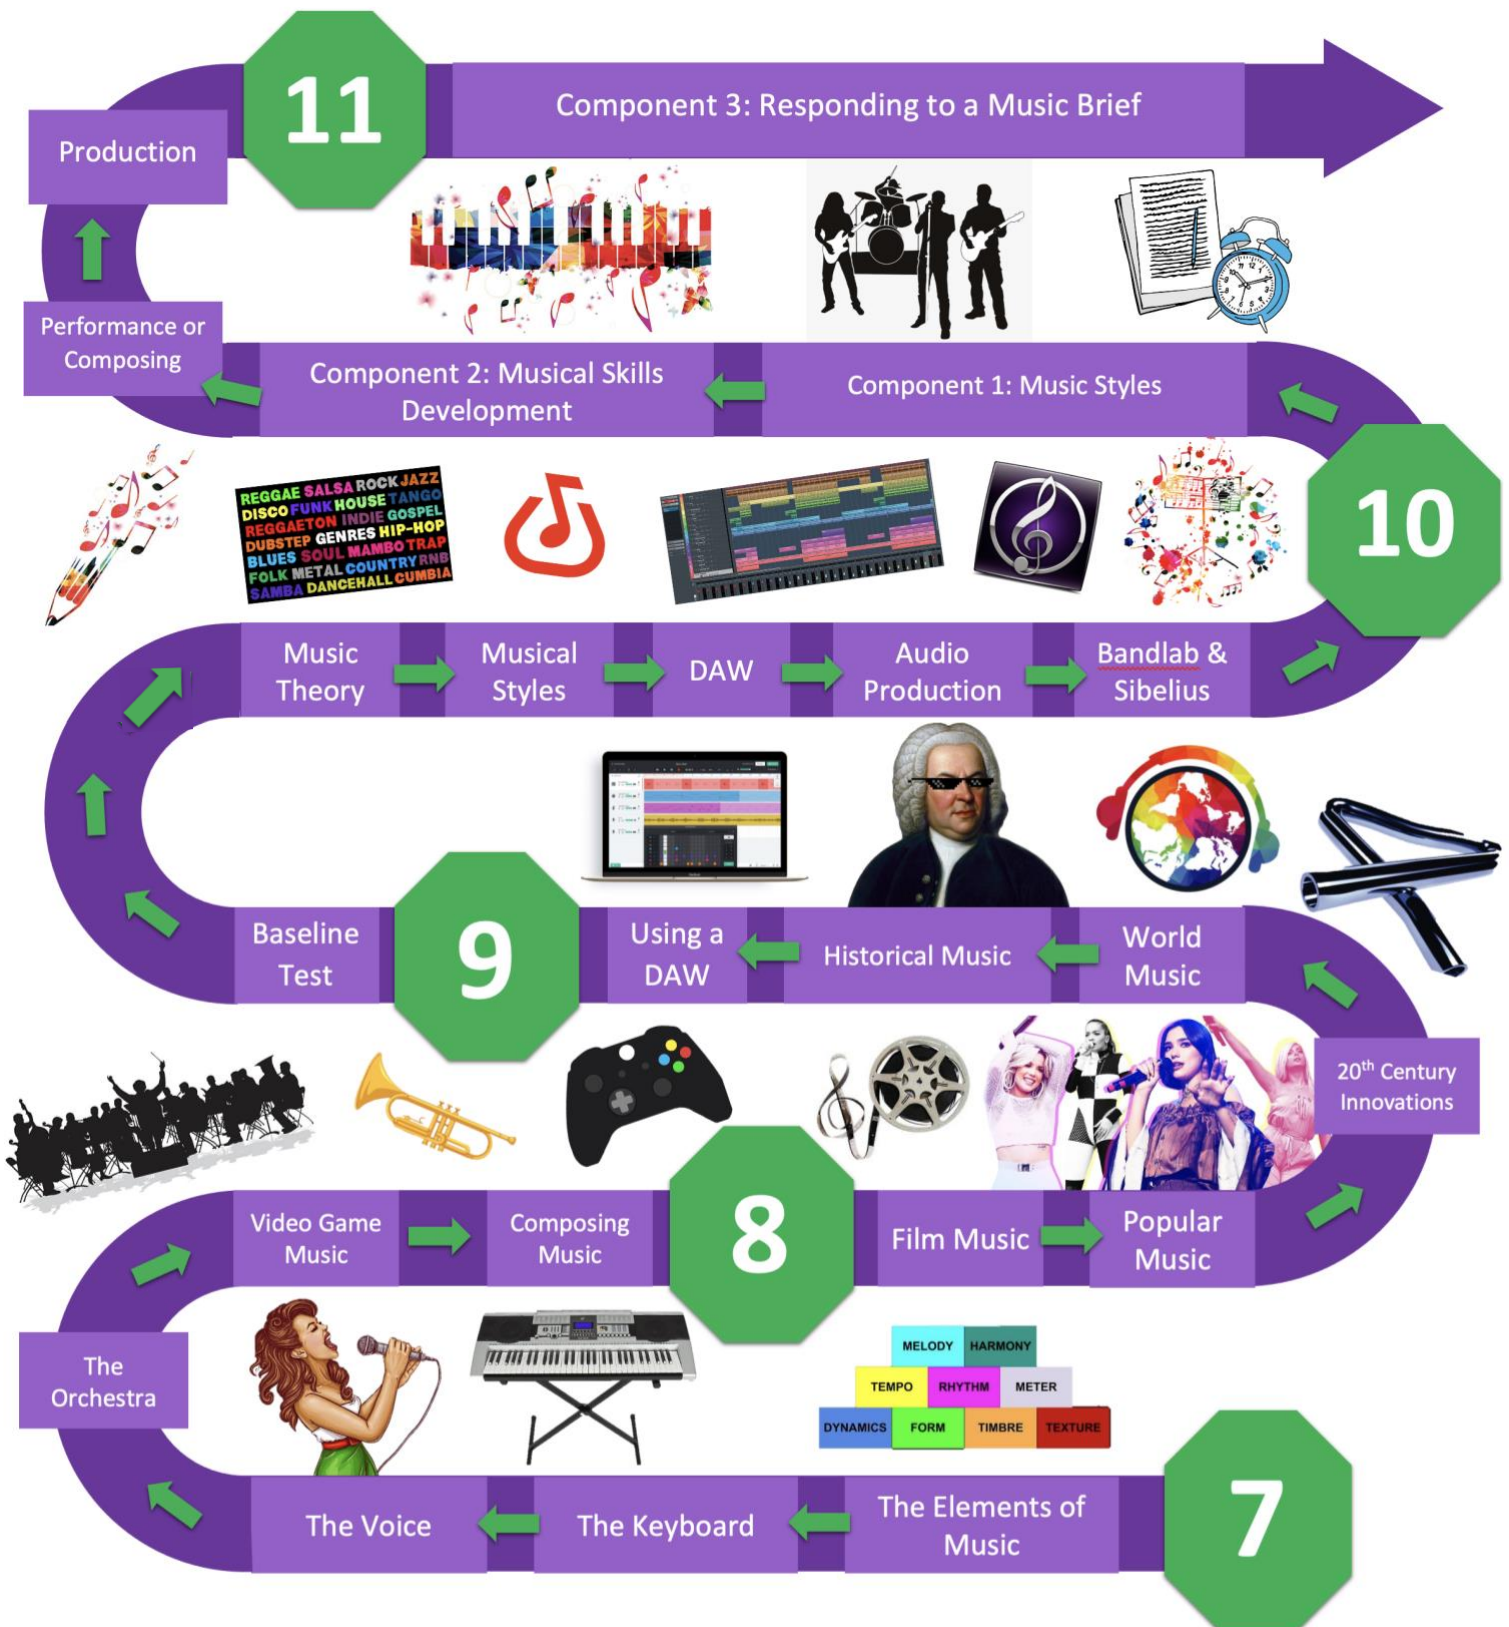 11
Component 3: Responding to a Music Brief
Production
Performance or
Composing
Component 2: Musical Skills
Development
Component 1: Music Styles
REGGAE SALSA ROCK JAZZ
DISCO FUNK HOUSE TANGO
REGGAETON INDIE GOSPEL
DUBSTEP GENRES HIP-HOP
BLUES SOUL MAMBO TRAP
FOLK METAL COUNTRY RNB
SAMBA DANCEHALL CUMBIA
10
Music
Theory
Musical
Styles
DAW
Audio
Production
Bandlab &
Sibelius
Baseline
Test
9
Using a
DAW
Historical Music
World
Music
20th Century
Innovations
Video Game
Music
Composing
Music
8
Film Music
Popular
Music
The
Orchestra
MELODY HARMONY
TEMPO RHYTHM METER
DYNAMICS FORM TIMBRE TEXTURE
The Voice
The Keyboard
The Elements of
Music
7